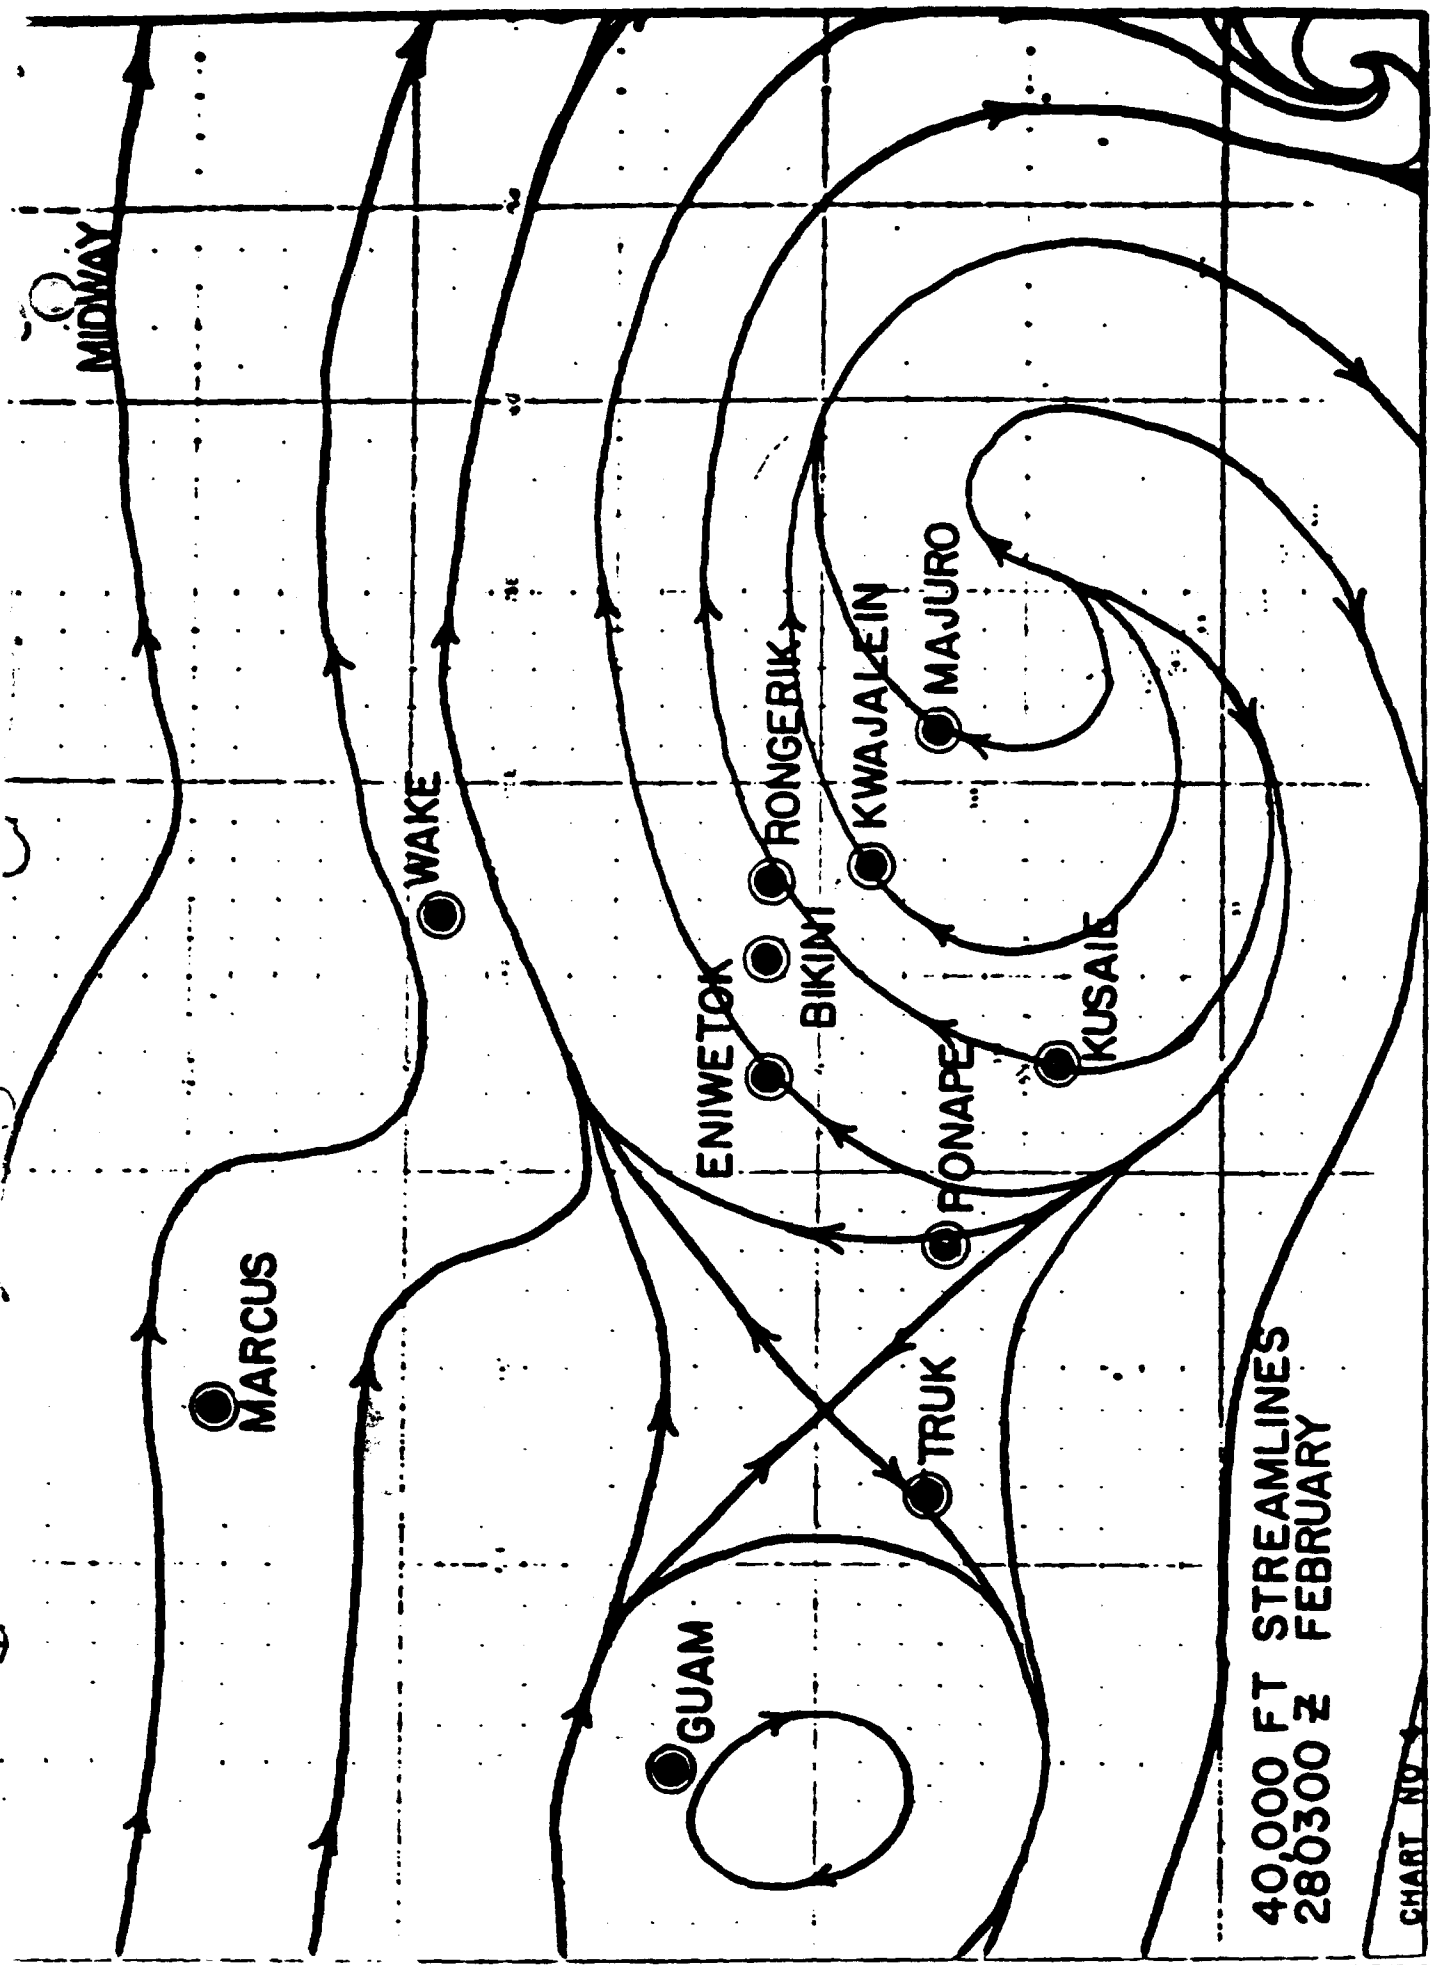 MIDWAY
MARCUS
WAKE
ENIWETOK
BIKINI
RONGERIK
KWAJALEIN
MAJURO
GUAM
TRUK
PONAPE
KUSAIE
40,000 FT STREAMLINES
280300 Z FEBRUARY
CHART NO